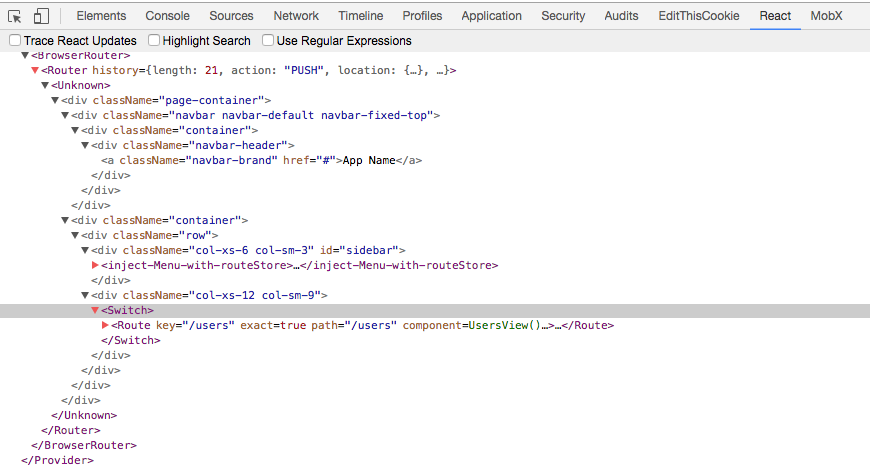 Elements Console Sources Network Timeline Profiles Application Security Audits EditThisCookie React MobX
Trace React Updates Highlight Search Use Regular Expressions
▼<BrowserRouter>
▼<Router history={length: 21, action: "PUSH", location: {…}, …}>
▼<Unknown>
▼<div className="page-container">
▼<div className="navbar navbar-default navbar-fixed-top">
▼<div className="container">
▼<div className="navbar-header">
<a className="navbar-brand" href="#">App Name</a>
</div>
</div>
</div>
▼<div className="container">
▼<div className="row">
▼<div className="col-xs-6 col-sm-3" id="sidebar">
▶<inject-Menu-with-routeStore>…</inject-Menu-with-routeStore>
</div>
▼<div className="col-xs-12 col-sm-9">
▼<Switch>
▶<Route key="/users" exact=true path="/users" component=UsersView()…>…</Route>
</Switch>
</div>
</div>
</div>
</div>
</Unknown>
</Router>
</BrowserRouter>
</Provider>